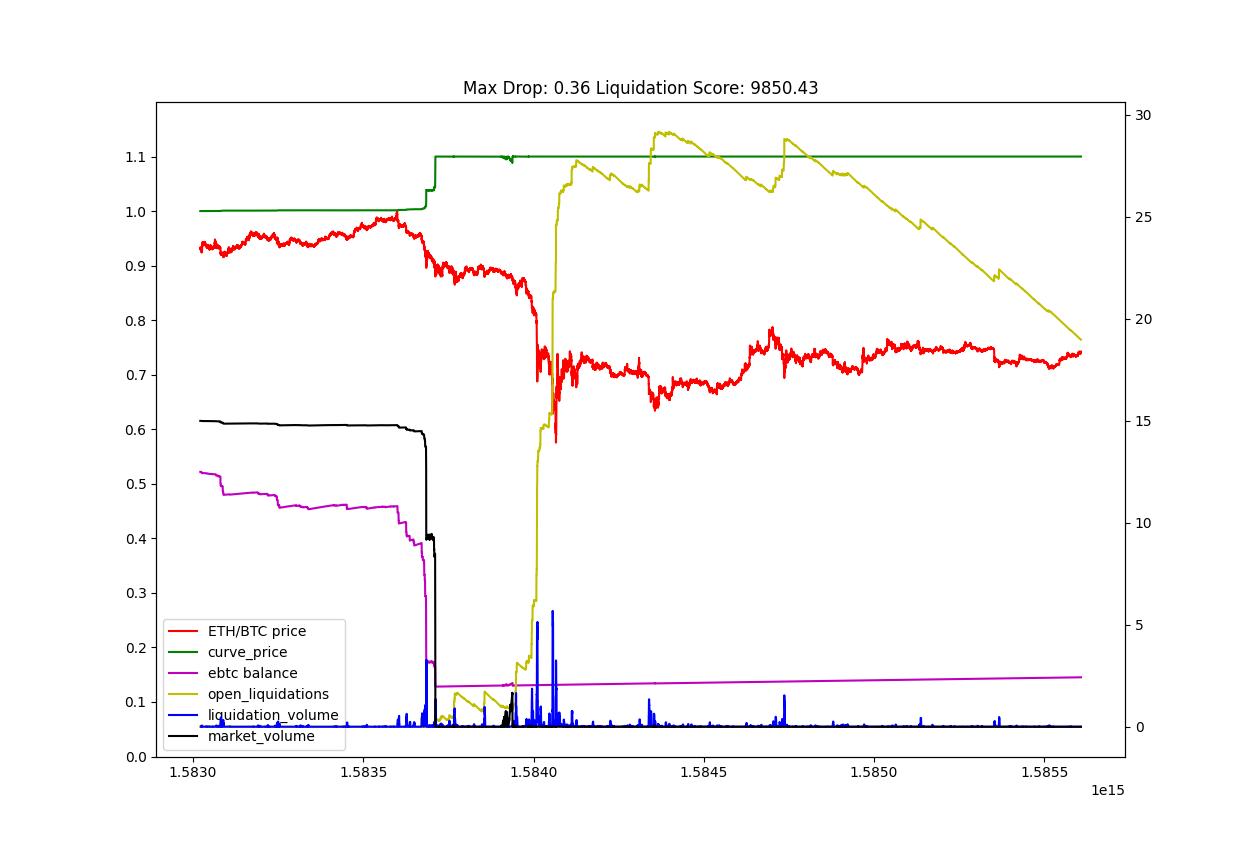 Max Drop: 0.36 Liquidation Score: 9850.43
1.1
1.0
0.9
0.8
0.7
0.6
0.5
0.4
0.3
0.2
0.1
0.0
30
25
20
15
10
5
0
ETH/BTC price
curve_price
ebtc balance
open_liquidations
liquidation_volume
market_volume
1.5830 1.5835 1.5840 1.5845 1.5850 1.5855
1e15